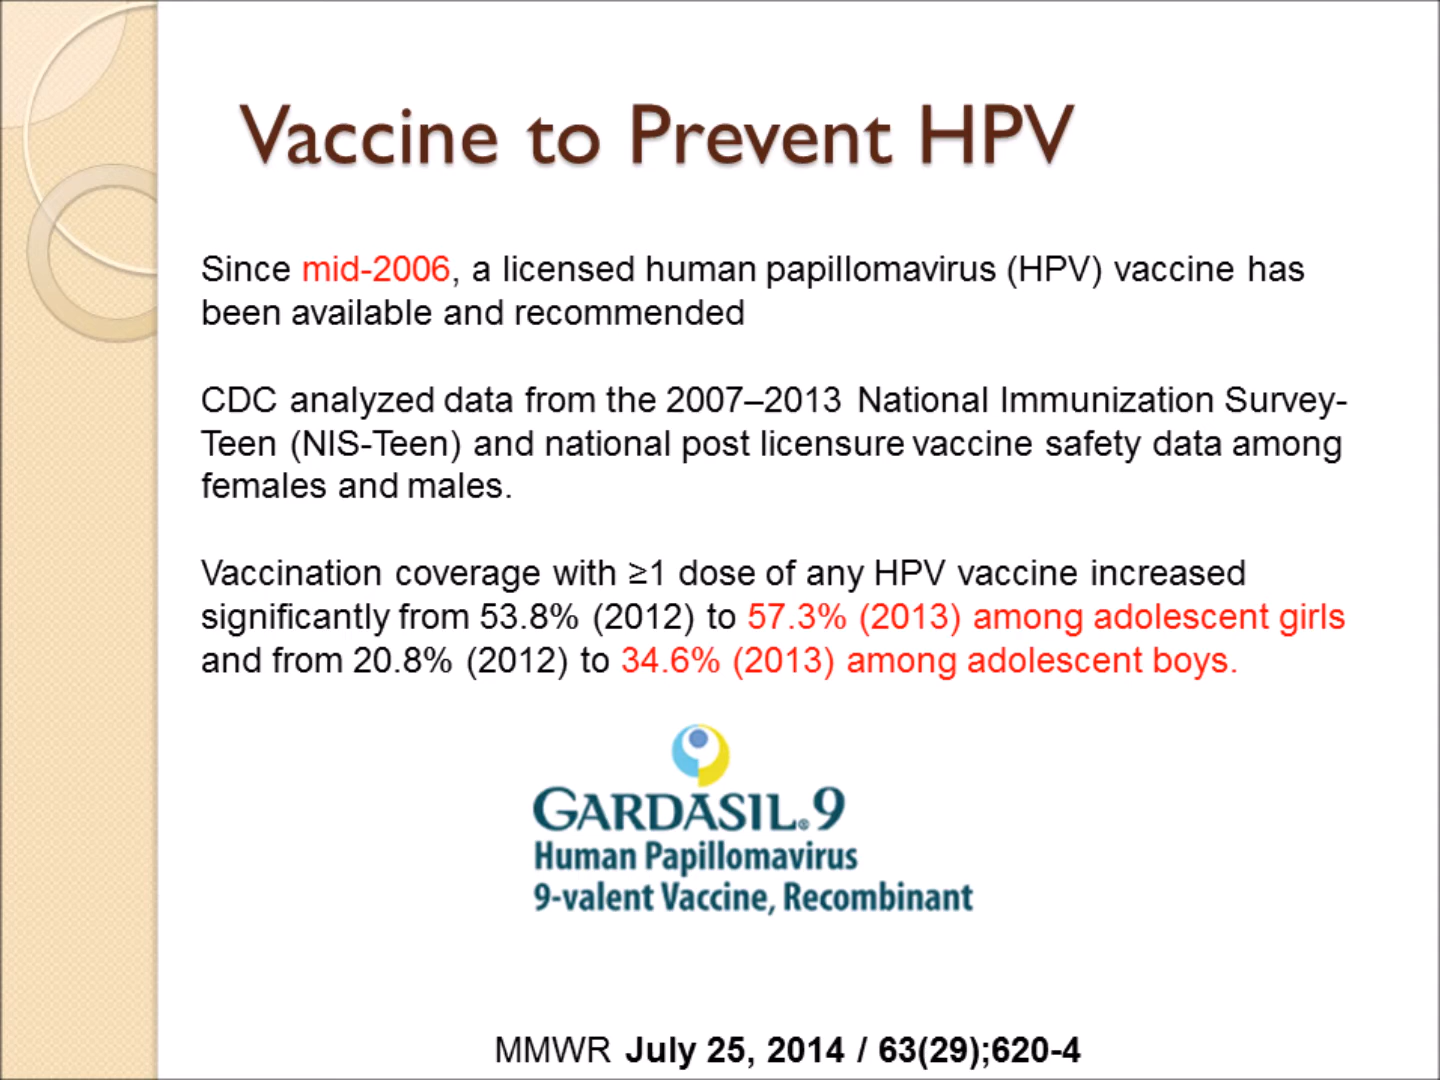 Vaccine to Prevent HPV
Since mid-2006, a licensed human papillomavirus (HPV) vaccine has
been available and recommended
CDC analyzed data from the 2007–2013 National Immunization Survey-
Teen (NIS-Teen) and national post licensure vaccine safety data among
females and males.
Vaccination coverage with ≥1 dose of any HPV vaccine increased
significantly from 53.8% (2012) to 57.3% (2013) among adolescent girls
and from 20.8% (2012) to 34.6% (2013) among adolescent boys.
GARDASIL®9
Human Papillomavirus
9-valent Vaccine, Recombinant
MMWR July 25, 2014 / 63(29);620-4